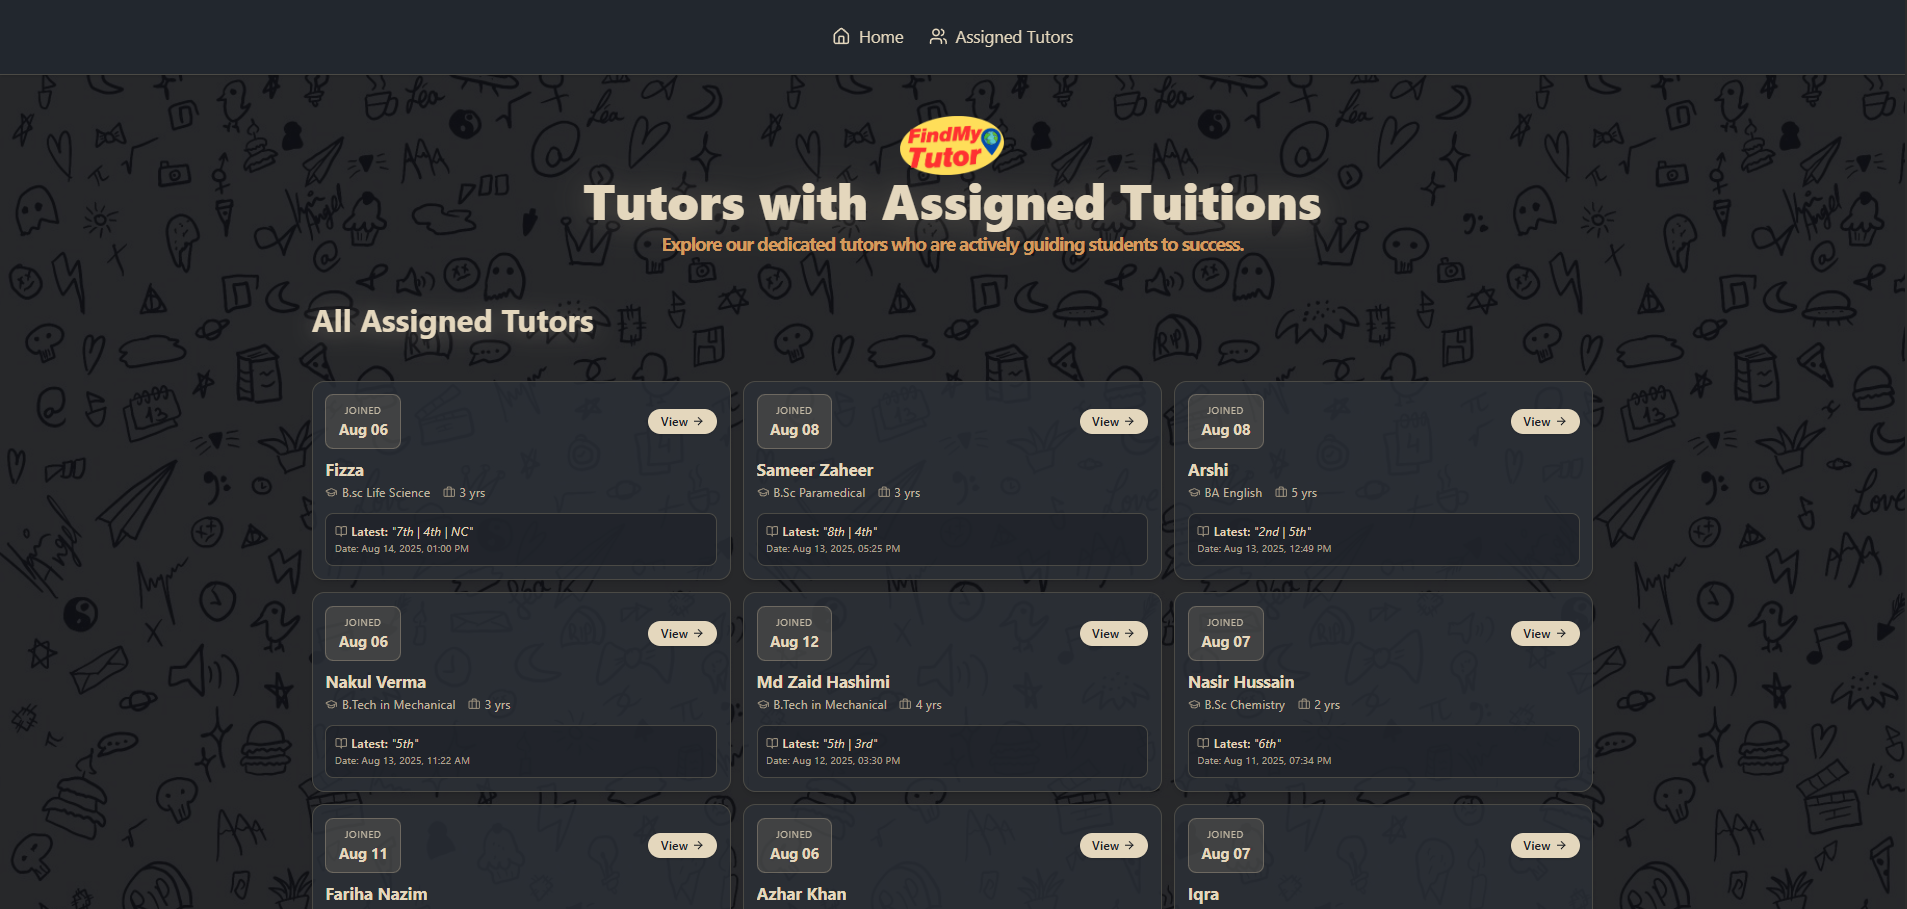 Home
Assigned Tutors
FindMy
Tutor
Tutors with Assigned Tuitions
Explore our dedicated tutors who are actively guiding students to success.
All Assigned Tutors
JOINED
Aug 06
View →
Fizza
B.sc Life Science 3 yrs
Latest: "7th | 4th | NC"
Date: Aug 14, 2025, 01:00 PM
JOINED
Aug 08
View →
Sameer Zaheer
B.Sc Paramedical 3 yrs
Latest: "8th | 4th"
Date: Aug 13, 2025, 05:25 PM
JOINED
Aug 08
View →
Arshi
BA English 5 yrs
Latest: "2nd | 5th"
Date: Aug 13, 2025, 12:49 PM
JOINED
Aug 06
View →
Nakul Verma
B.Tech in Mechanical 3 yrs
Latest: "5th"
Date: Aug 13, 2025, 11:22 AM
JOINED
Aug 12
View →
Md Zaid Hashimi
B.Tech in Mechanical 4 yrs
Latest: "5th | 3rd"
Date: Aug 12, 2025, 03:30 PM
JOINED
Aug 07
View →
Nasir Hussain
B.Sc Chemistry 2 yrs
Latest: "6th"
Date: Aug 11, 2025, 07:34 PM
JOINED
Aug 11
View →
Fariha Nazim
JOINED
Aug 06
View →
Azhar Khan
JOINED
Aug 07
View →
Iqra